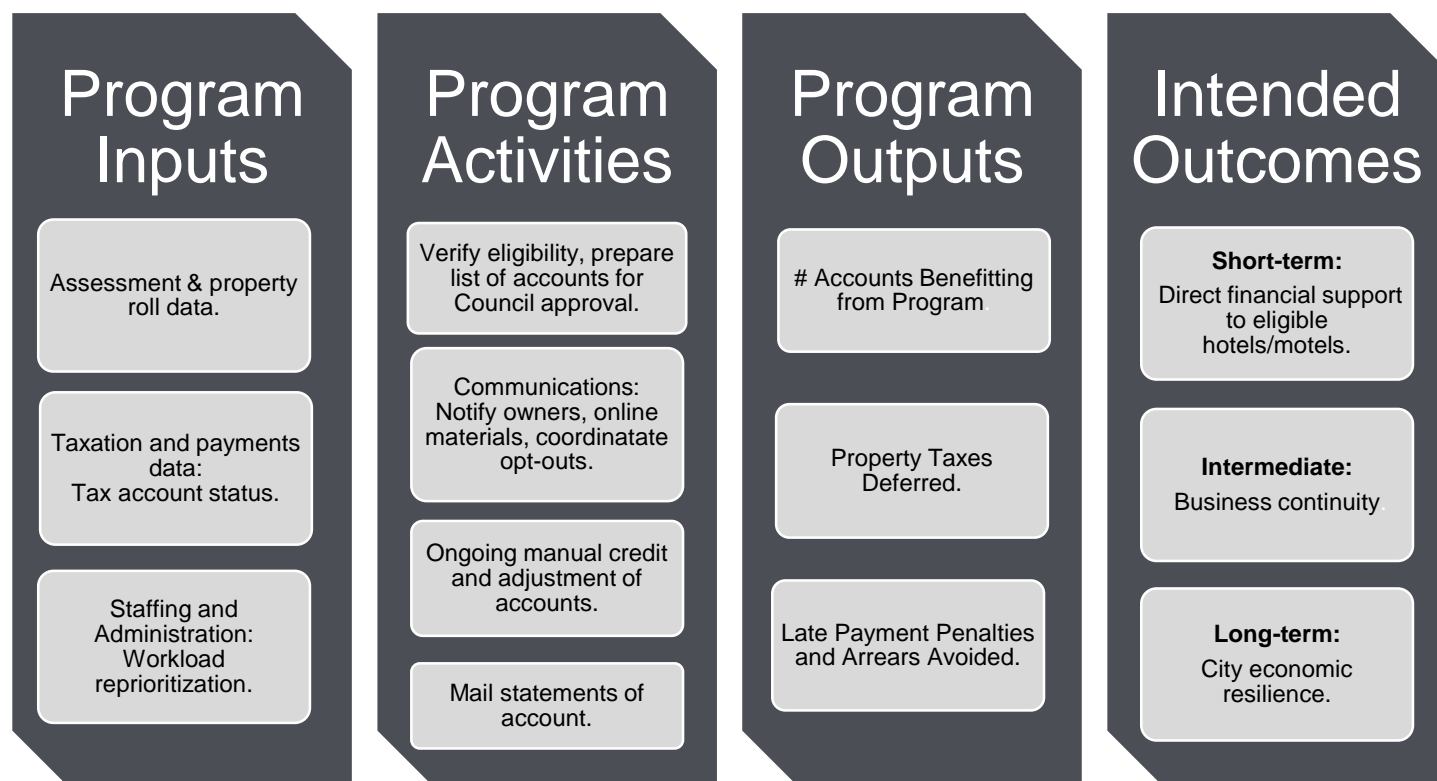 Program
Inputs
Assessment & property
roll data.
Taxation and payments
data:
Tax account status.
Staffing and
Administration:
Workload
reprioritization.
Program
Activities
Verify eligibility, prepare
list of accounts for
Council approval.
Communications:
Notify owners, online
materials, coordinatate
opt-outs.
Ongoing manual credit
and adjustment of
accounts.
Mail statements of
account.
Program
Outputs
# Accounts Benefitting
from Program.
Property Taxes
Deferred.
Late Payment Penalties
and Arrears Avoided.
Intended
Outcomes
Short-term:
Direct financial support
to eligible
hotels/motels.
Intermediate:
Business continuity.
Long-term:
City economic
resilience.